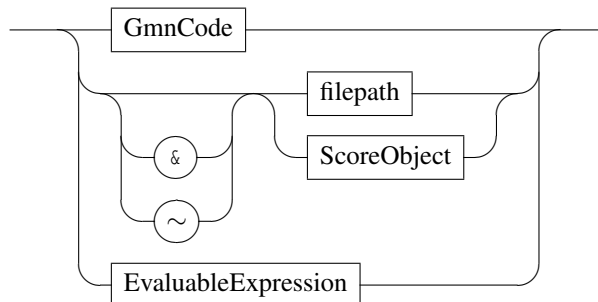 GmnCode
filepath
&
ScoreObject
~
EvaluableExpression